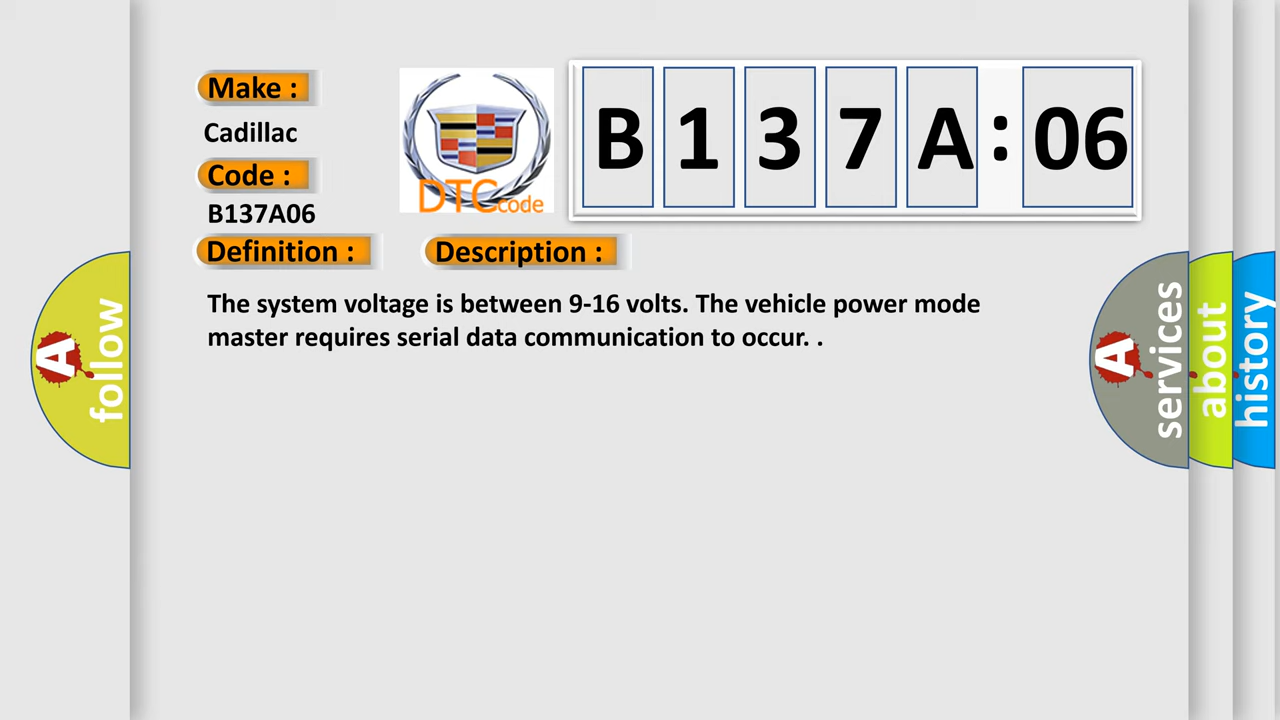 Make :
Cadillac
Code :
B137A06
Definition :
Description :
The system voltage is between 9-16 volts. The vehicle power mode
master requires serial data communication to occur. .
DTC code
B 1 3 7 A : 06
A follow
A services
about
history